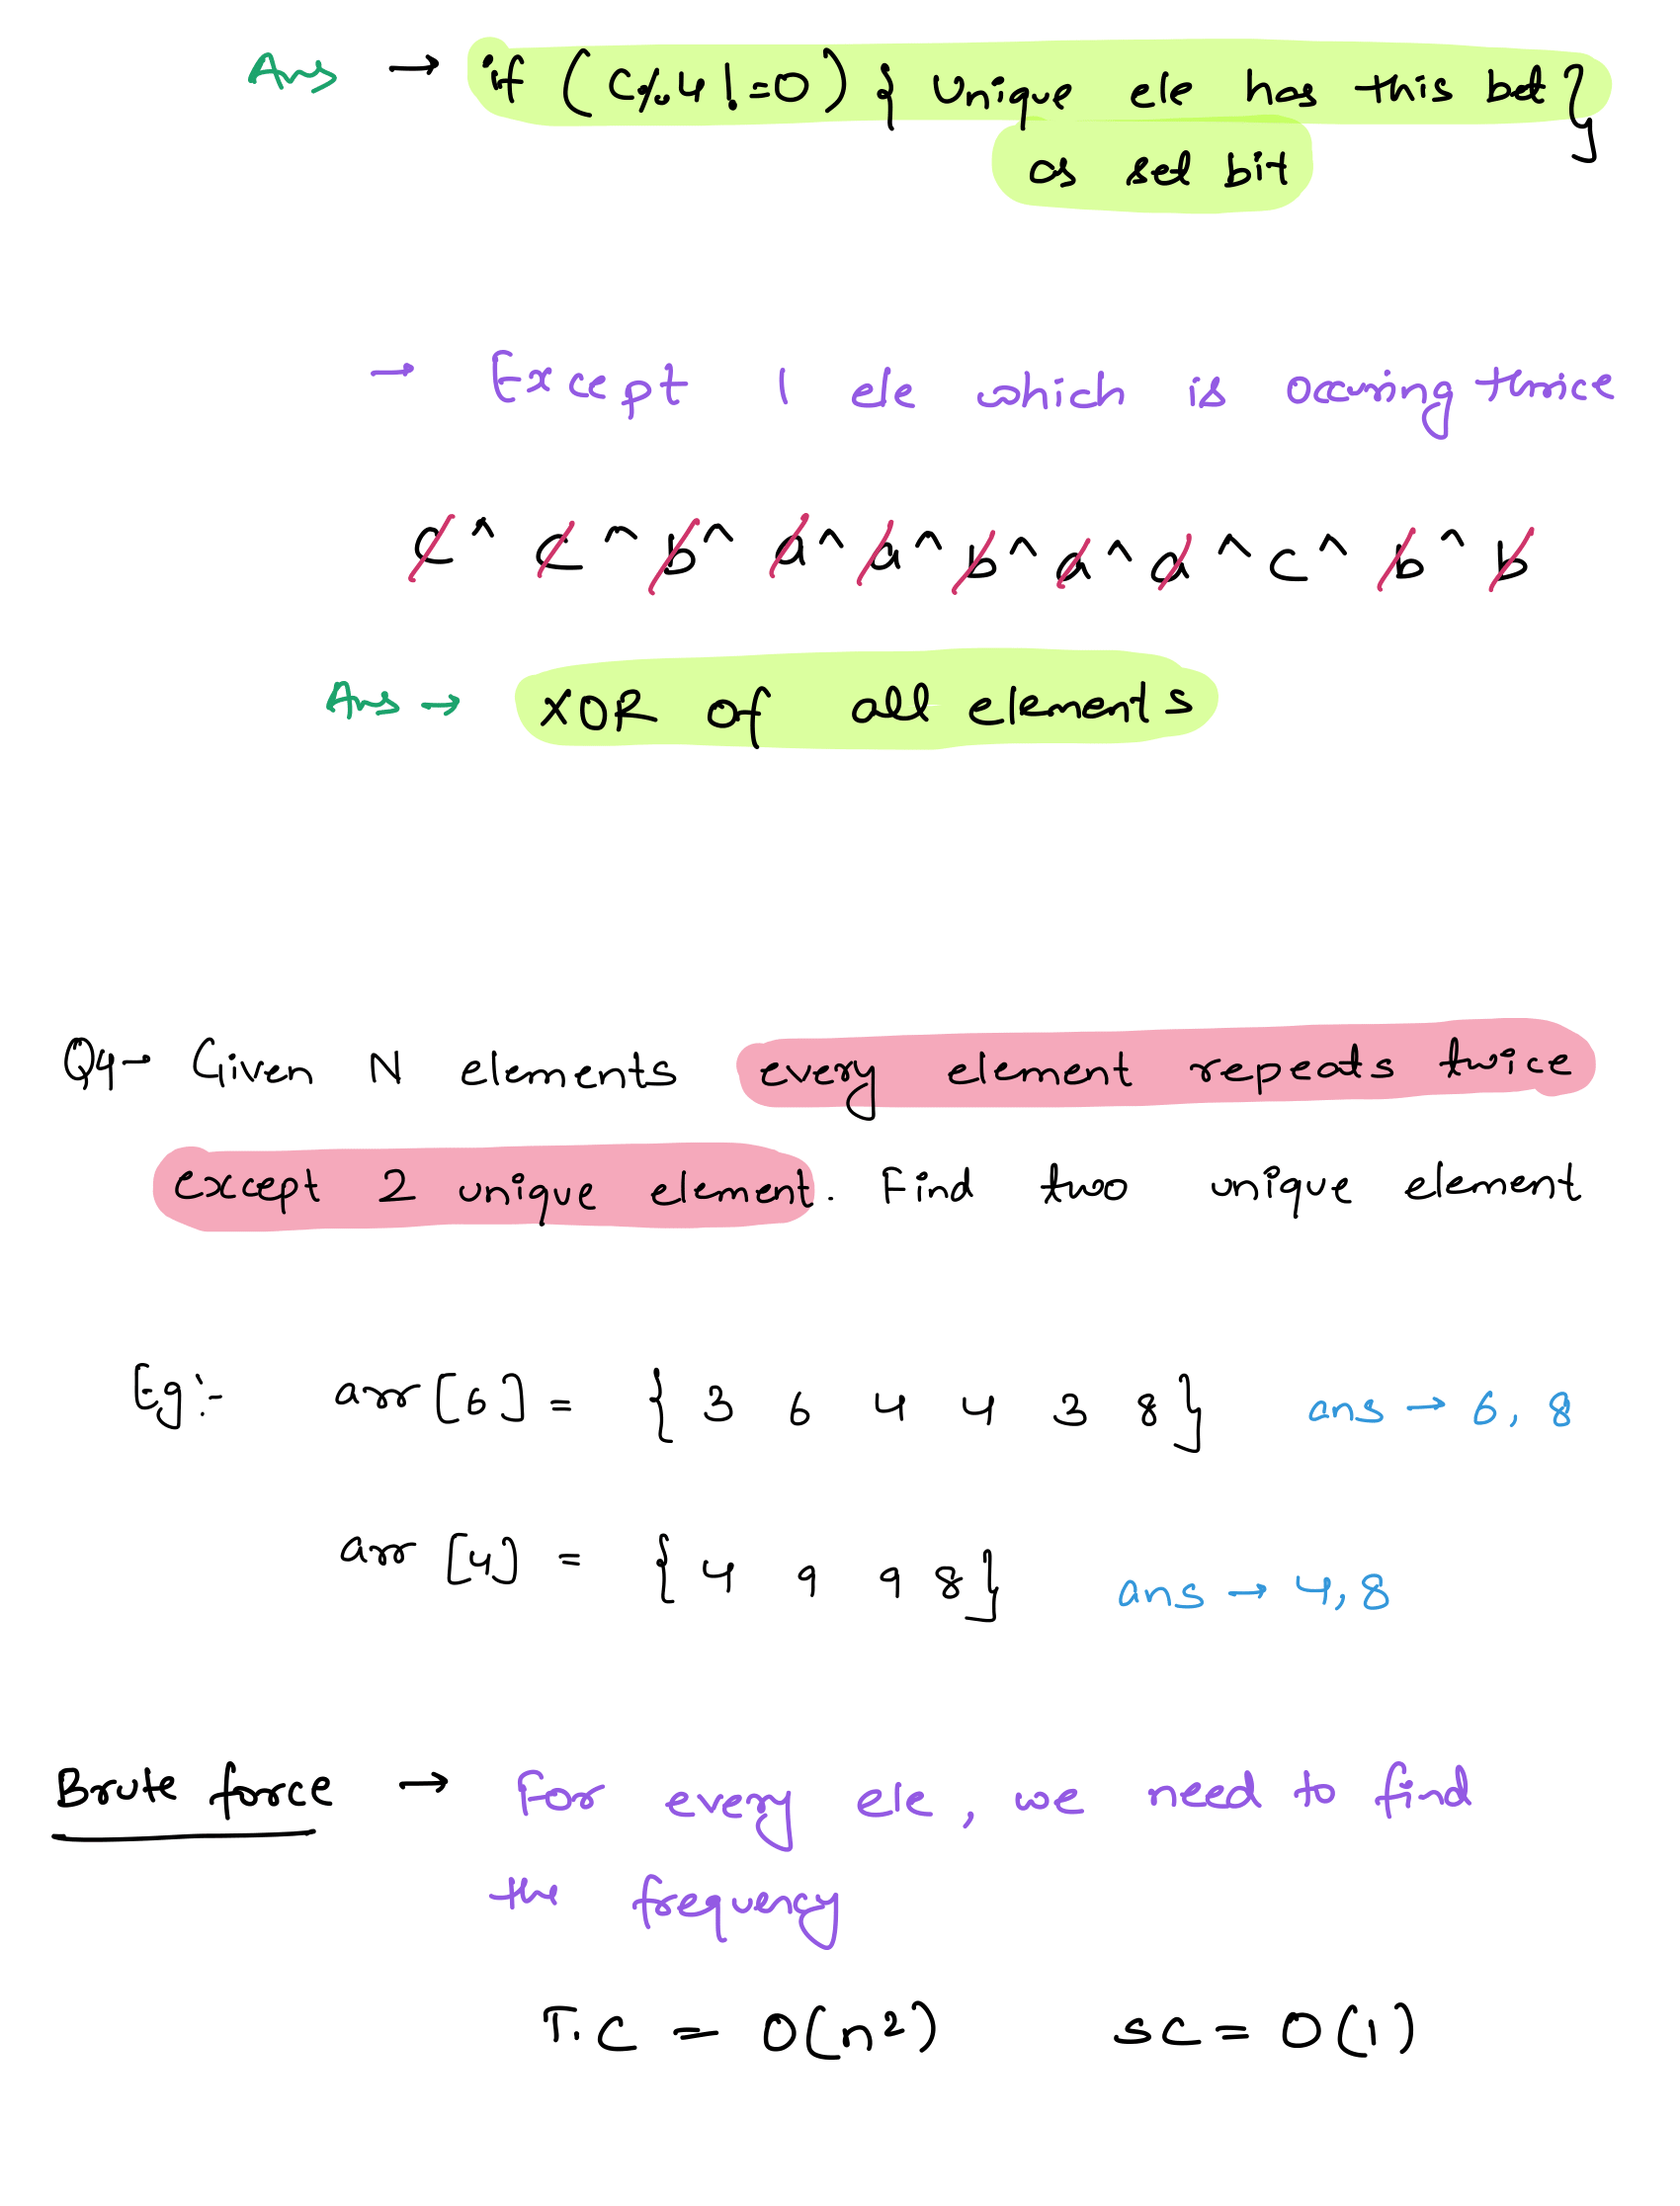 Ans → if ( C%4 != 0 ) { Unique ele has this bet }
as set bit
→ Except 1 ele which is occuring thrice
c ^ c ^ b ^ a ^ a ^ b ^ a ^ a ^ c ^ b ^ b
Ans → XOR of all elements
Q4→ Given N elements every element repeats twice
except 2 unique element. Find two unique element
Eg:- arr [6] = { 3 6 4 4 3 8 } ans → 6, 8
arr [4] = { 4 9 9 8 } ans → 4, 8
Brute force → For every ele, we need to find
the frequency
T.C = O(n²) SC = O(1)